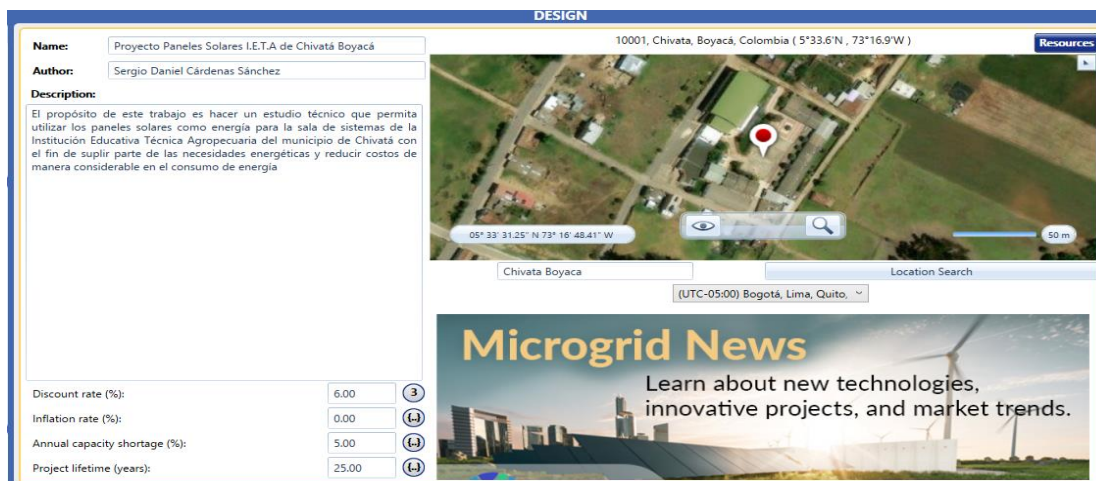 DESIGN
Name:
Proyecto Paneles Solares I.E.T.A de Chivatá Boyacá
Author:
Sergio Daniel Cárdenas Sánchez
Description:
El propósito de este trabajo es hacer un estudio técnico que permita
utilizar los paneles solares como energía para la sala de sistemas de la
Institución Educativa Técnica Agropecuaria del municipio de Chivatá con
el fin de suplir parte de las necesidades energéticas y reducir costos de
manera considerable en el consumo de energía
Discount rate (%): 6.00 3
Inflation rate (%): 0.00 {..}
Annual capacity shortage (%): 5.00 {..}
Project lifetime (years): 25.00 {..}
10001, Chivata, Boyacá, Colombia ( 5°33.6'N , 73°16.9'W )
Resources
05° 33' 31.25" N 73° 16' 48.41" W
50 m
Chivata Boyaca
Location Search
(UTC-05:00) Bogotá, Lima, Quito,
Microgrid News
Learn about new technologies,
innovative projects, and market trends.